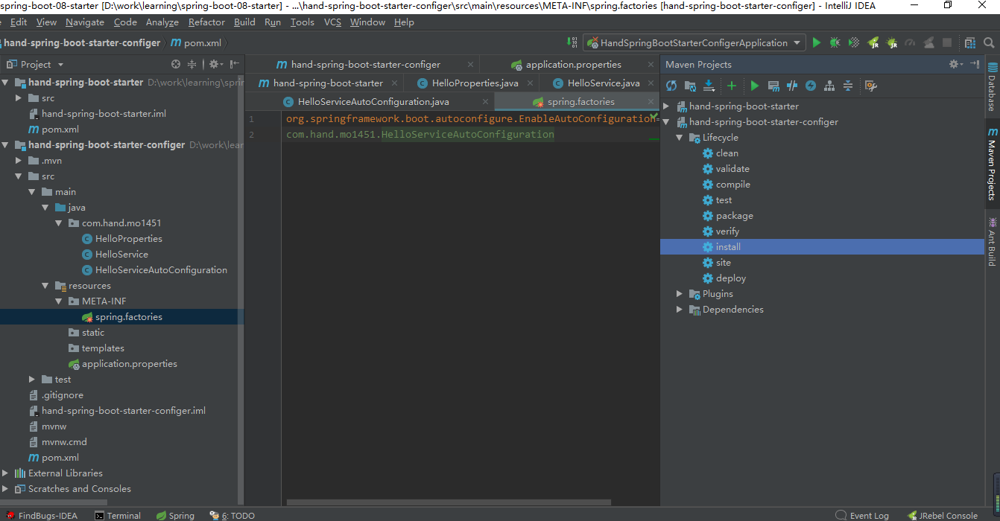 spring-boot-08-starter [D:\work\learning\spring-boot-08-starter] - ...\hand-spring-boot-starter-configer\src\main\resources\META-INF\spring.factories [hand-spring-boot-starter-configer] - IntelliJ IDEA
Edit View Navigate Code Analyze Refactor Build Run Tools VCS Window Help
hand-spring-boot-starter-configer pom.xml
HandSpringBootStarterConfigerApplication
Project
hand-spring-boot-starter D:\work\learning\sprin
src
hand-spring-boot-starter.iml
pom.xml
hand-spring-boot-starter-configer D:\work\lear
.mvn
src
main
java
com.hand.mo1451
HelloProperties
HelloService
HelloServiceAutoConfiguration
resources
META-INF
spring.factories
static
templates
application.properties
test
.gitignore
hand-spring-boot-starter-configer.iml
mvnw
mvnw.cmd
pom.xml
External Libraries
Scratches and Consoles
hand-spring-boot-starter-configer application.properties
hand-spring-boot-starter HelloProperties.java HelloService.java
HelloServiceAutoConfiguration.java spring.factories
1 org.springframework.boot.autoconfigure.EnableAutoConfiguration=
2 com.hand.mo1451.HelloServiceAutoConfiguration
Maven Projects
hand-spring-boot-starter
hand-spring-boot-starter-configer
Lifecycle
clean
validate
compile
test
package
verify
install
site
deploy
Plugins
Dependencies
Database
Maven Projects
Ant Build
FindBugs-IDEA Terminal Spring 6: TODO Event Log JRebel Console